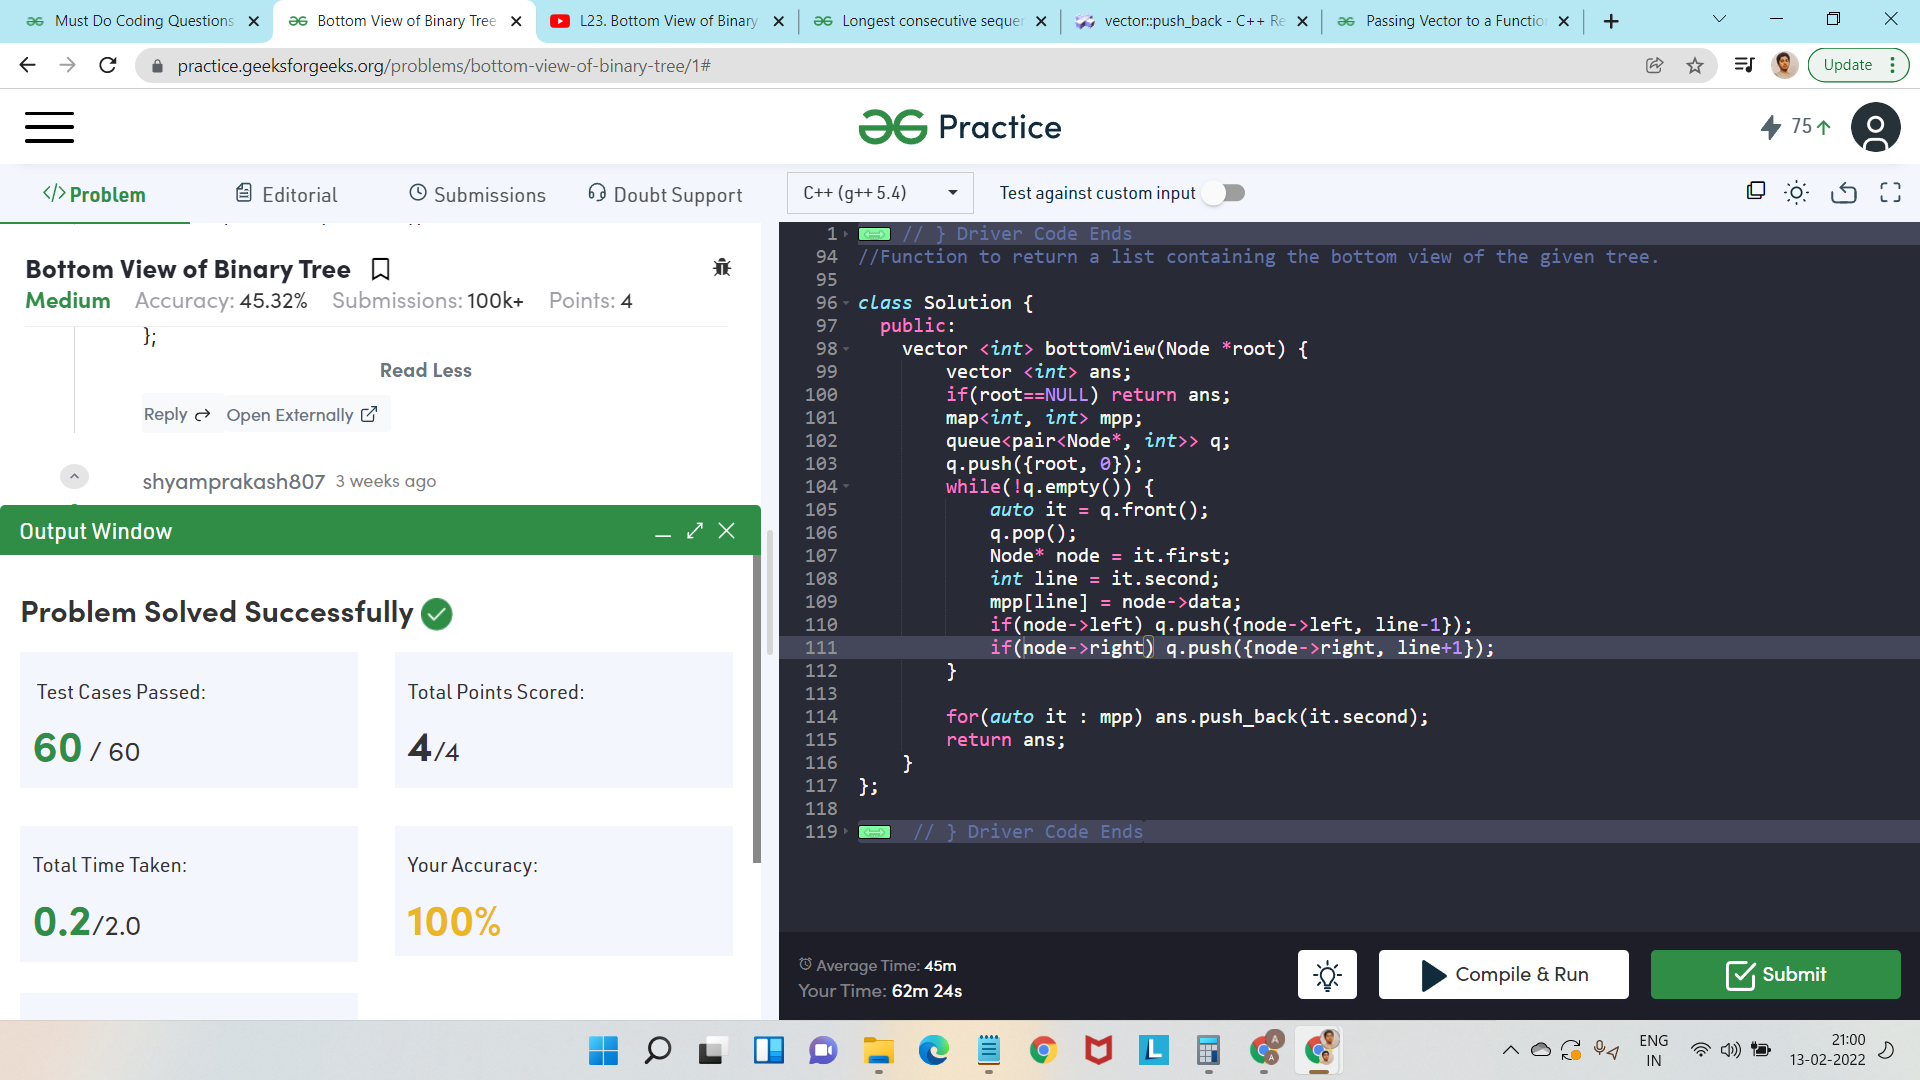 Must Do Coding Questions
Bottom View of Binary Tree
L23. Bottom View of Binary
Longest consecutive sequer
vector::push_back - C++ Re
Passing Vector to a Functio
practice.geeksforgeeks.org/problems/bottom-view-of-binary-tree/1#
Update
Practice
75
Problem
Editorial
Submissions
Doubt Support
C++ (g++ 5.4)
Test against custom input
Bottom View of Binary Tree
Medium Accuracy: 45.32% Submissions: 100k+ Points: 4
};
Read Less
Reply Open Externally
shyamprakash807 3 weeks ago
Output Window
Problem Solved Successfully
Test Cases Passed:
60 / 60
Total Points Scored:
4/4
Total Time Taken:
0.2/2.0
Your Accuracy:
100%
1 // } Driver Code Ends
94 //Function to return a list containing the bottom view of the given tree.
95
96 class Solution {
97 public:
98 vector <int> bottomView(Node *root) {
99 vector <int> ans;
100 if(root==NULL) return ans;
101 map<int, int> mpp;
102 queue<pair<Node*, int>> q;
103 q.push({root, 0});
104 while(!q.empty()) {
105 auto it = q.front();
106 q.pop();
107 Node* node = it.first;
108 int line = it.second;
109 mpp[line] = node->data;
110 if(node->left) q.push({node->left, line-1});
111 if(node->right) q.push({node->right, line+1});
112 }
113
114 for(auto it : mpp) ans.push_back(it.second);
115 return ans;
116 }
117 };
118
119 // } Driver Code Ends
Average Time: 45m
Your Time: 62m 24s
Compile & Run
Submit
ENG
IN
21:00
13-02-2022